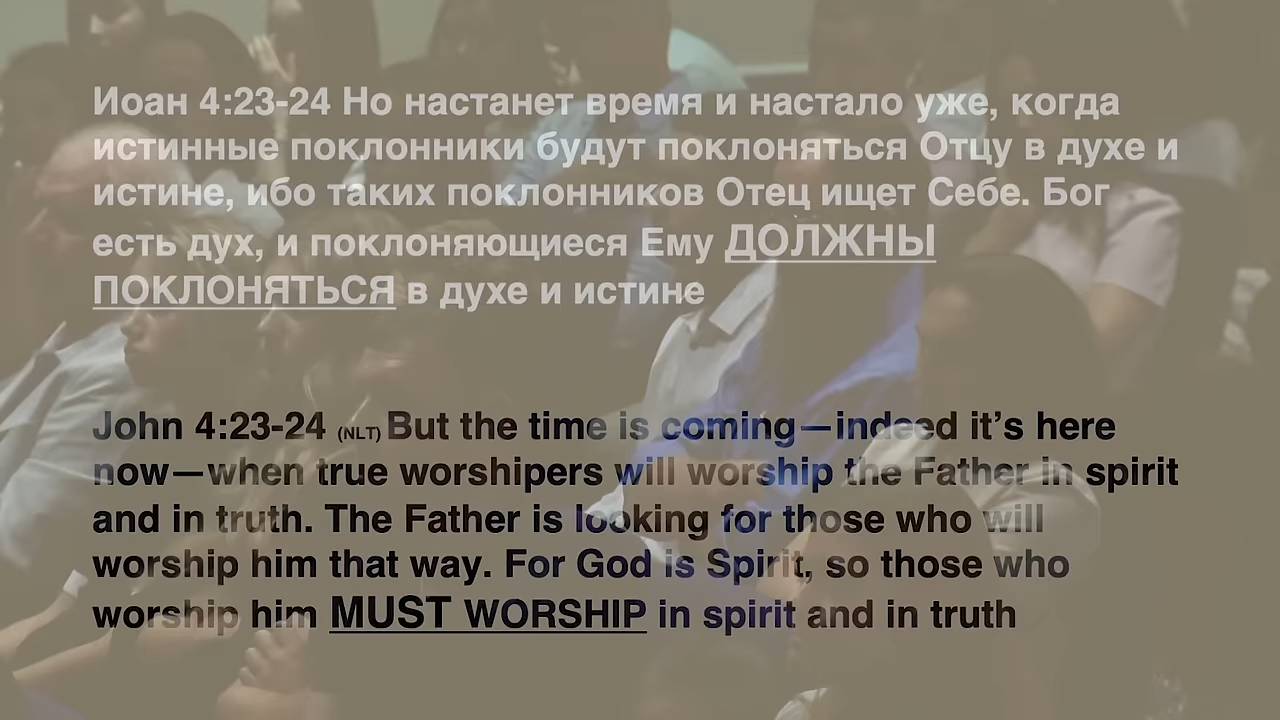 Иоан 4:23-24 Но настанет время и настало уже, когда
истинные поклонники будут поклоняться Отцу в духе и
истине, ибо таких поклонников Отец ищет Себе. Бог
есть дух, и поклоняющиеся Ему ДОЛЖНЫ
ПОКЛОНЯТЬСЯ в духе и истине
John 4:23-24 (NLT) But the time is coming—indeed it’s here
now—when true worshipers will worship the Father in spirit
and in truth. The Father is looking for those who will
worship him that way. For God is Spirit, so those who
worship him MUST WORSHIP in spirit and in truth